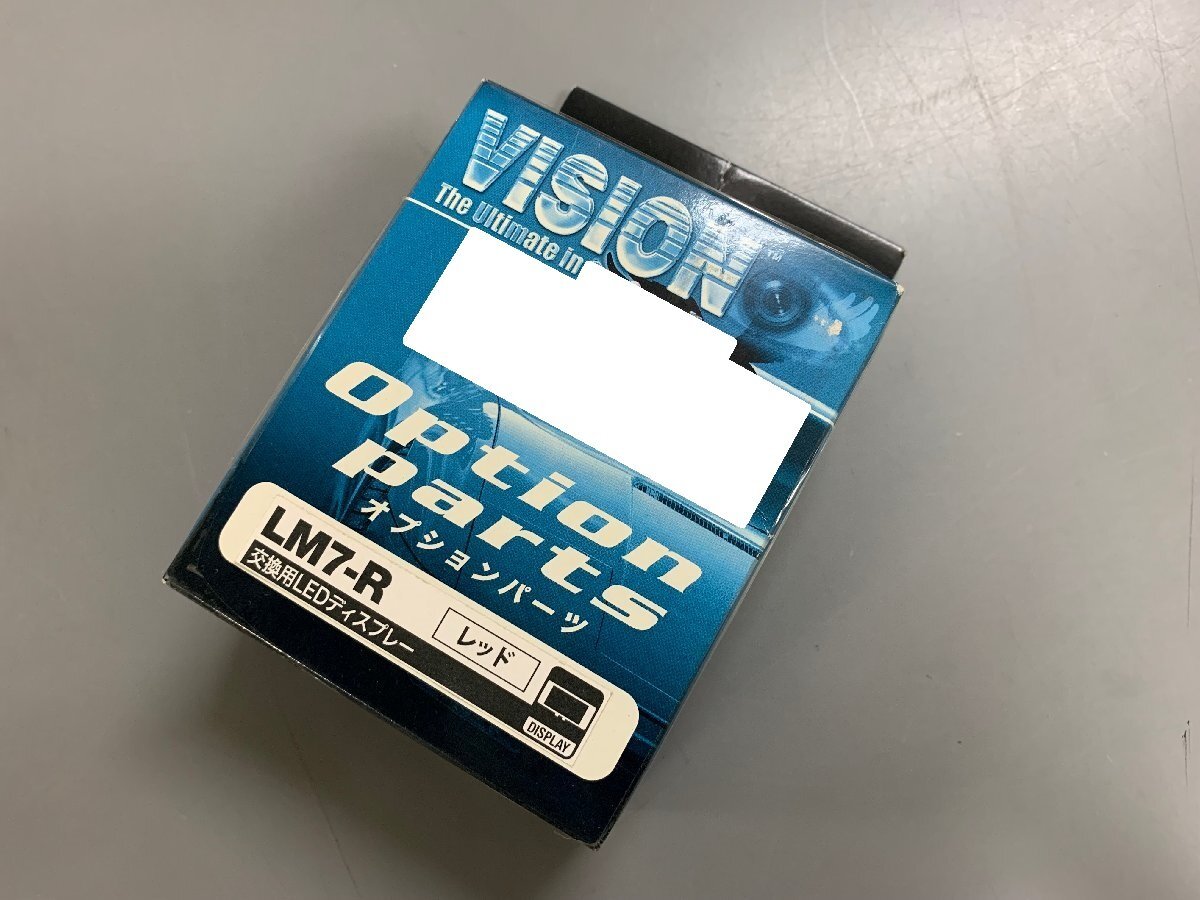 VISION™
The Ultimate in
Option
Parts
オプションパーツ
LM7-R
交換用LEDディスプレー
レッド
DISPLAY